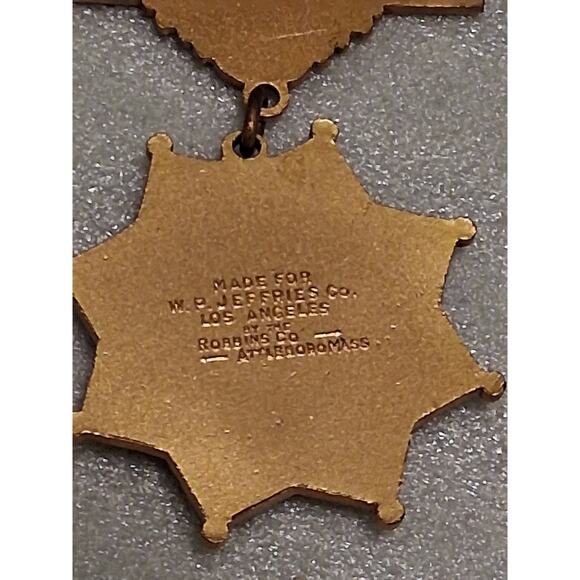 MADE FOR
W. P. JEFFRIES CO.
LOS ANGELES
BY THE
ROBBINS CO.
ATTLEBORO MASS.